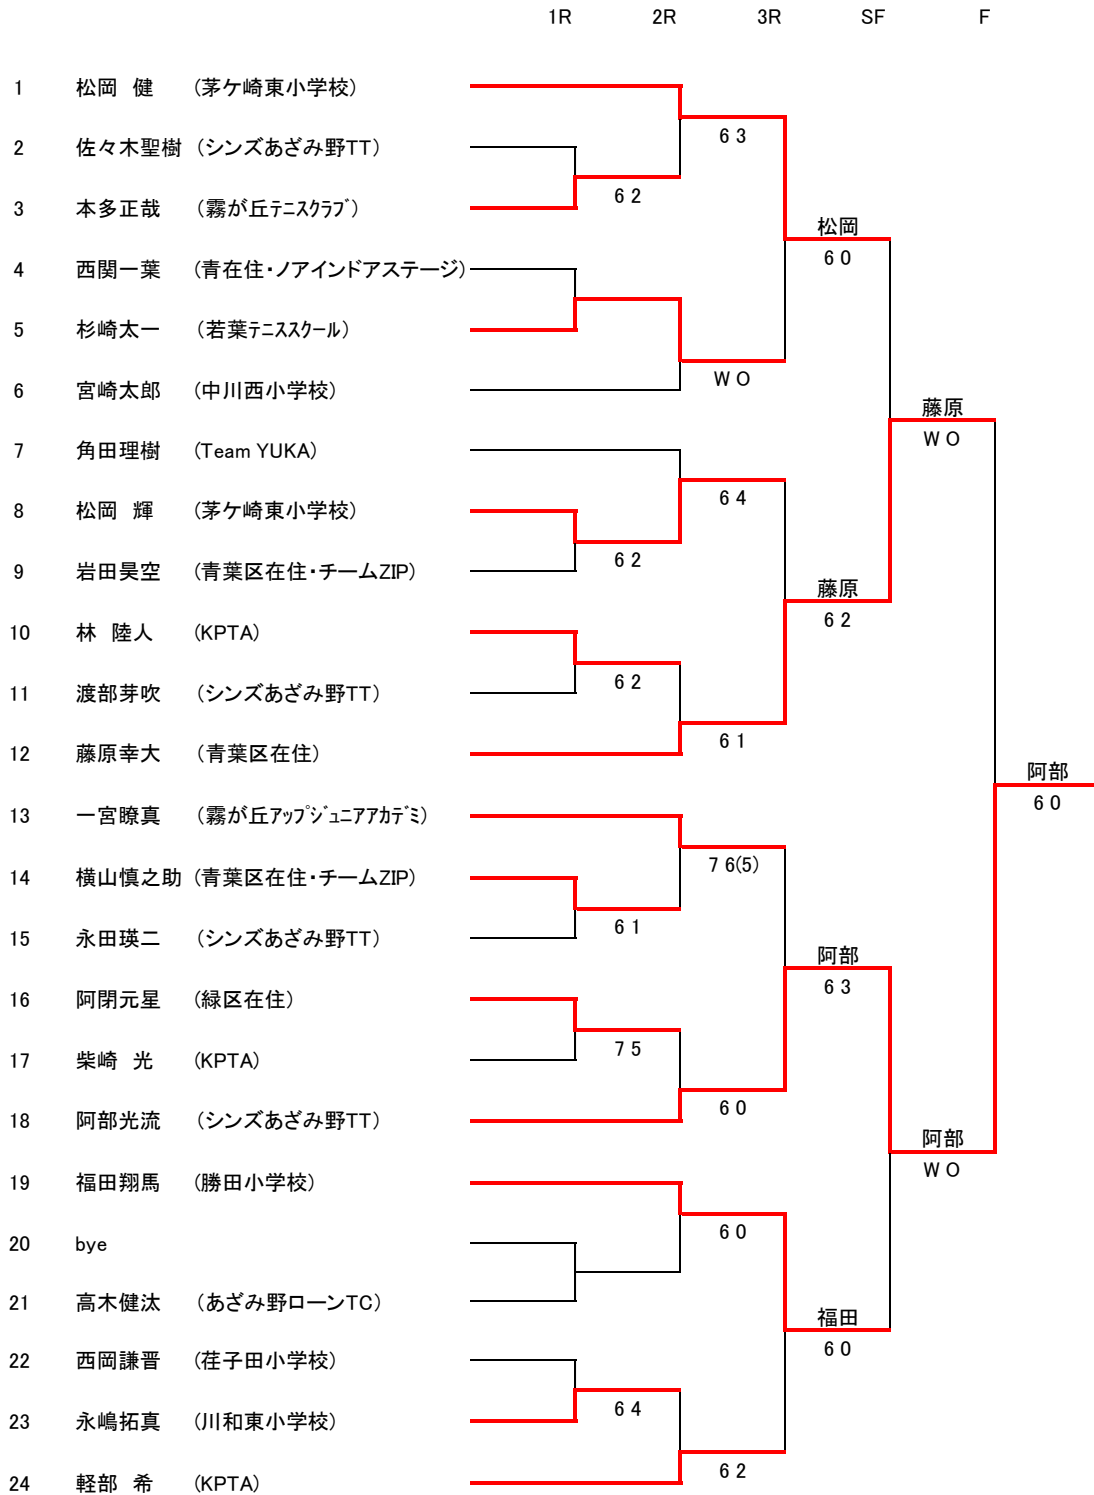 1R 2R 3R SF F
1 松岡 健 (茅ケ崎東小学校)
6 3
2 佐々木聖樹 (シンズあざみ野TT)
6 2
3 本多正哉 (霧が丘テニスクラブ)
松岡
6 0
4 西関一葉 (青在住・ノアインドアステージ)
5 杉崎太一 (若葉テニススクール)
W O
6 宮崎太郎 (中川西小学校)
藤原
W O
7 角田理樹 (Team YUKA)
6 4
8 松岡 輝 (茅ケ崎東小学校)
6 2
9 岩田昊空 (青葉区在住・チームZIP)
藤原
6 2
10 林 陸人 (KPTA)
6 2
11 渡部芽吹 (シンズあざみ野TT)
6 1
12 藤原幸大 (青葉区在住)
阿部
6 0
13 一宮瞭真 (霧が丘アップジュニアアカデミ)
7 6(5)
14 横山慎之助 (青葉区在住・チームZIP)
6 1
15 永田瑛二 (シンズあざみ野TT)
阿部
6 3
16 阿閉元星 (緑区在住)
7 5
17 柴崎 光 (KPTA)
6 0
18 阿部光流 (シンズあざみ野TT)
阿部
W O
19 福田翔馬 (勝田小学校)
6 0
20 bye
21 高木健汰 (あざみ野ローンTC)
福田
6 0
22 西岡謙晋 (荏子田小学校)
6 4
23 永嶋拓真 (川和東小学校)
6 2
24 軽部 希 (KPTA)